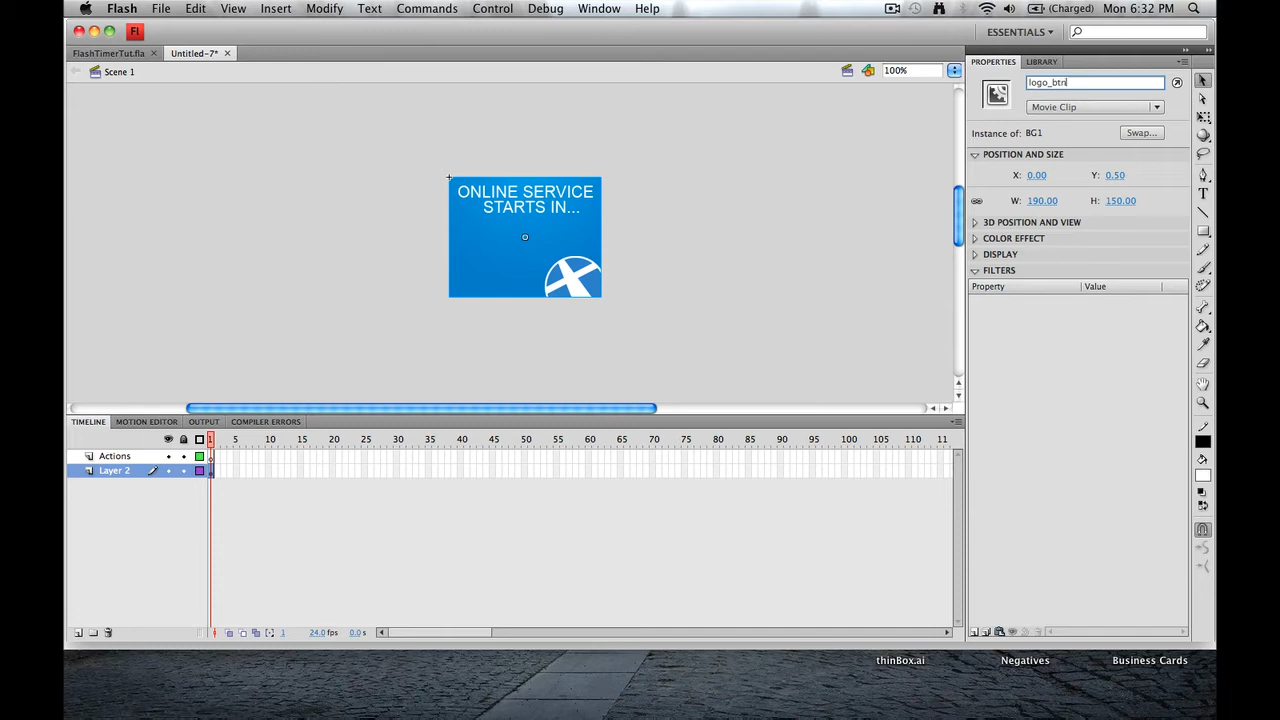 Flash File Edit View Insert Modify Text Commands Control Debug Window Help (Charged) Mon 6:32 PM
Fl ESSENTIALS
FlashTimerTut.fla Untitled-7*
Scene 1 100%
PROPERTIES LIBRARY
logo_btn
Movie Clip
Instance of: BG1 Swap...
POSITION AND SIZE
X: 0.00 Y: 0.50
W: 190.00 H: 150.00
3D POSITION AND VIEW
COLOR EFFECT
DISPLAY
FILTERS
Property Value
ONLINE SERVICE
STARTS IN...
TIMELINE MOTION EDITOR OUTPUT COMPILER ERRORS
1 5 10 15 20 25 30 35 40 45 50 55 60 65 70 75 80 85 90 95 100 105 11
Actions
Layer 2
1 24.0 fps 0.0 s
thinBox.ai Negatives Business Cards